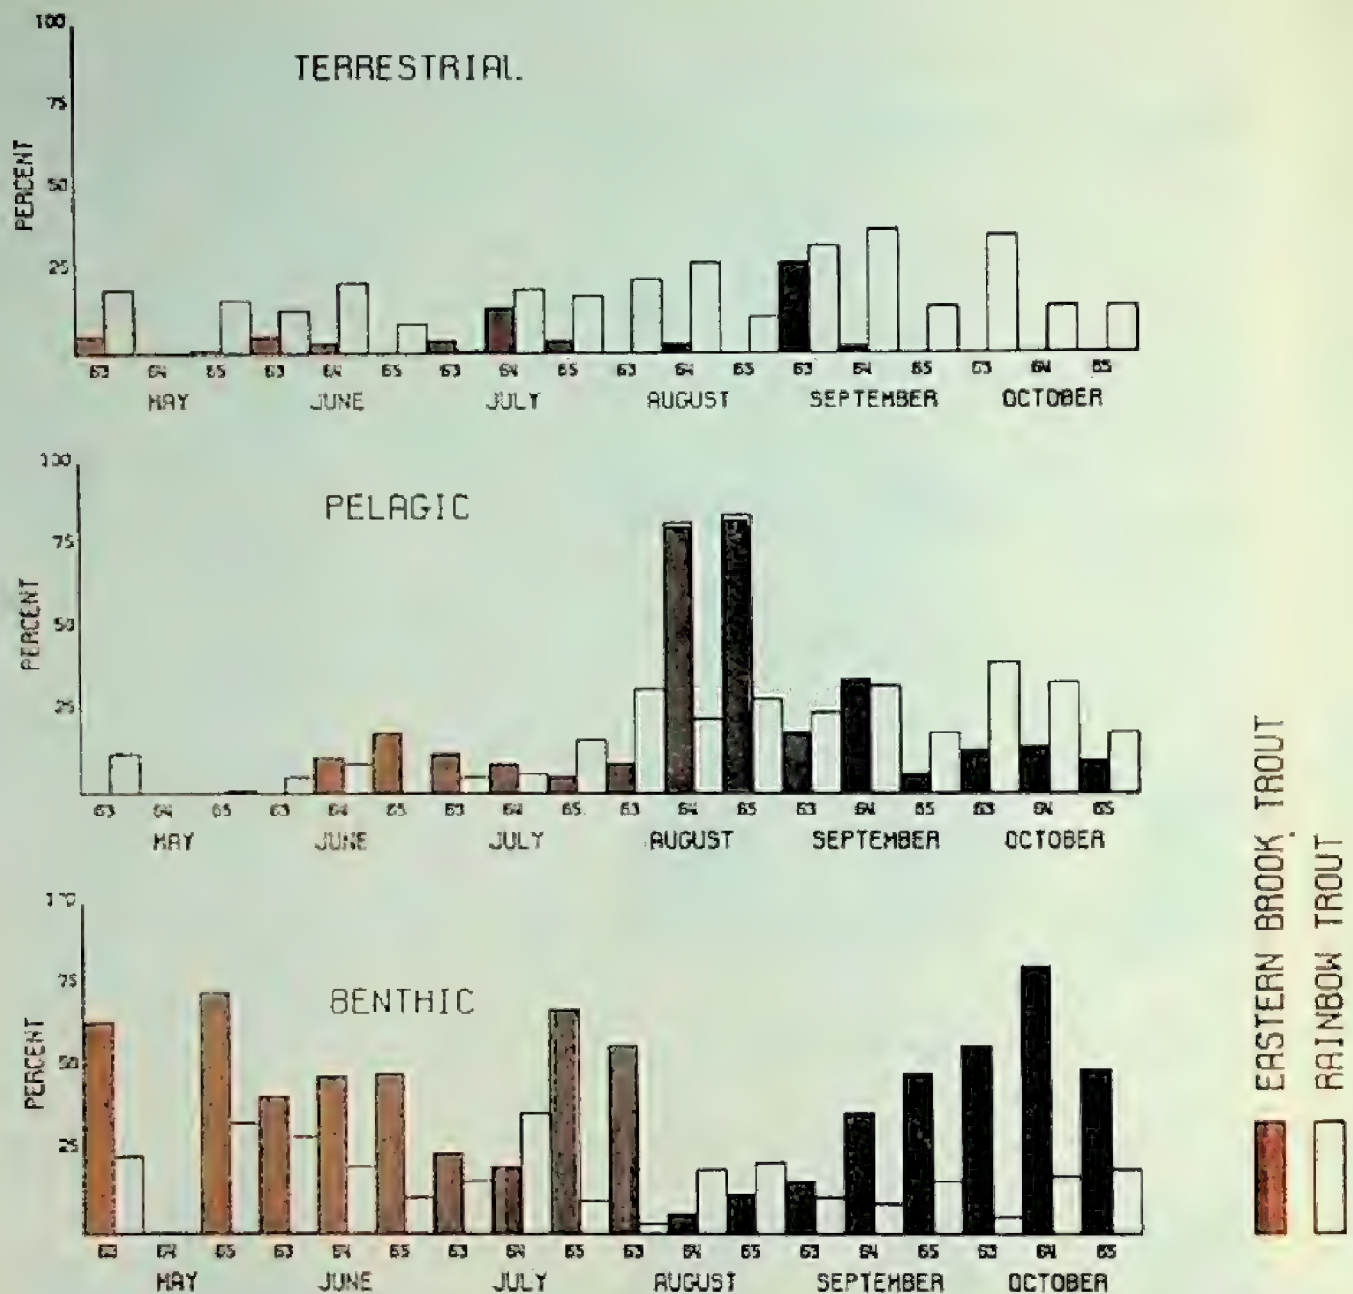 TERRESTRIAL
PERCENT
100
75
50
25
63 64 65 63 64 65 63 64 65 63 64 65 63 64 65 63 64 65
MAY JUNE JULY AUGUST SEPTEMBER OCTOBER
PELAGIC
PERCENT
100
75
50
25
63 64 65 63 64 65 63 64 65 63 64 65 63 64 65 63 64 65
MAY JUNE JULY AUGUST SEPTEMBER OCTOBER
BENTHIC
PERCENT
75
50
25
63 64 65 63 64 65 63 64 65 63 64 65 63 64 65 63 64 65
MAY JUNE JULY AUGUST SEPTEMBER OCTOBER
EASTERN BROOK TROUT
RAINBOW TROUT